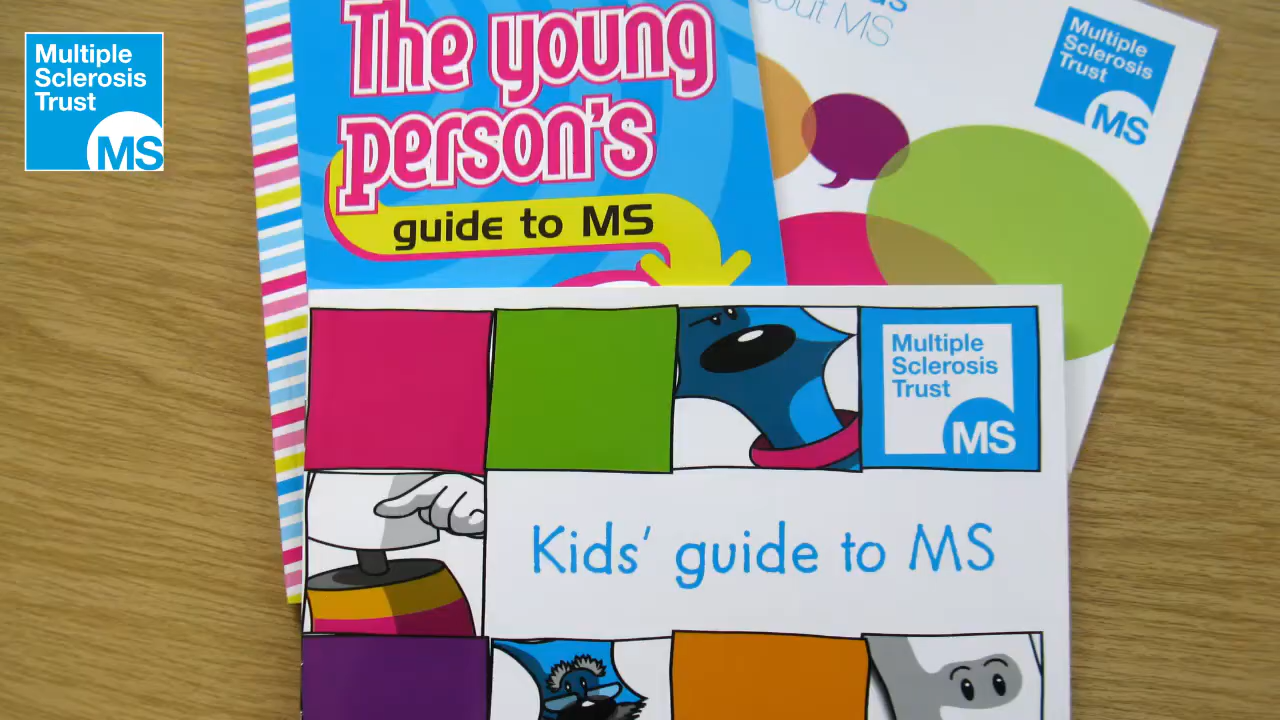 Multiple
Sclerosis
Trust
MS
The young
person's
guide to MS
out MS
Multiple
Sclerosis
Trust
MS
Multiple
Sclerosis
Trust
MS
Kids' guide to MS